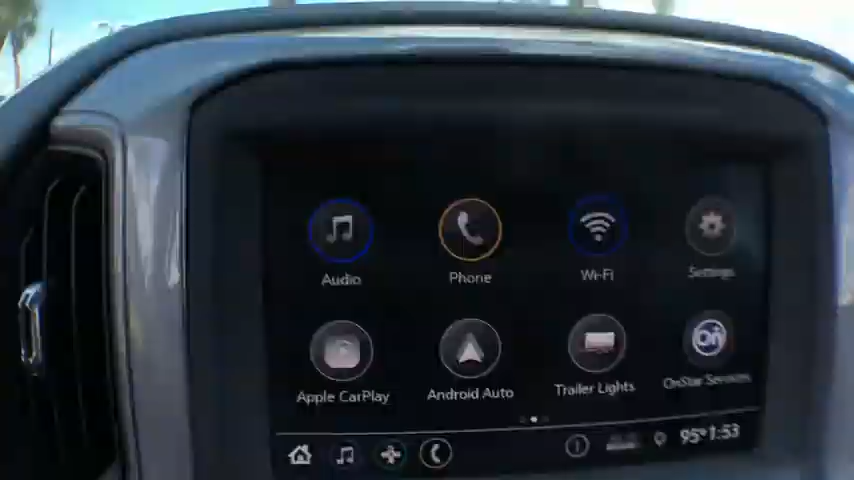 Audio Phone Wi-Fi Settings
Apple CarPlay Android Auto Trailer Lights OnStar Services
95° 1:53